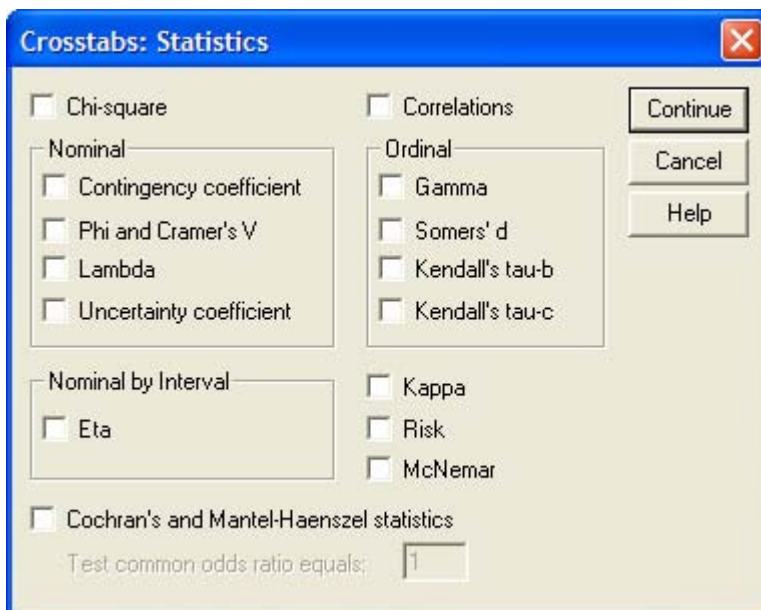 Crosstabs: Statistics
Chi-square
Correlations
Continue
Cancel
Help
Nominal
Contingency coefficient
Phi and Cramer's V
Lambda
Uncertainty coefficient
Ordinal
Gamma
Somers' d
Kendall's tau-b
Kendall's tau-c
Nominal by Interval
Eta
Kappa
Risk
McNemar
Cochran's and Mantel-Haenszel statistics
Test common odds ratio equals: 1